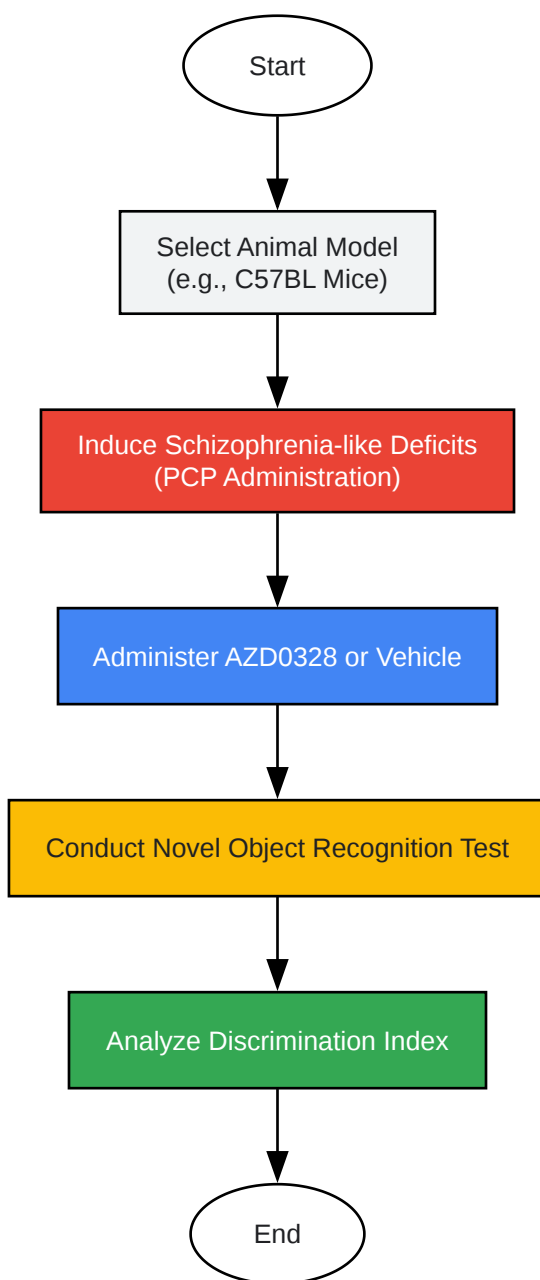 Start
Select Animal Model
(e.g., C57BL Mice)
Induce Schizophrenia-like Deficits
(PCP Administration)
Administer AZD0328 or Vehicle
Conduct Novel Object Recognition Test
Analyze Discrimination Index
End